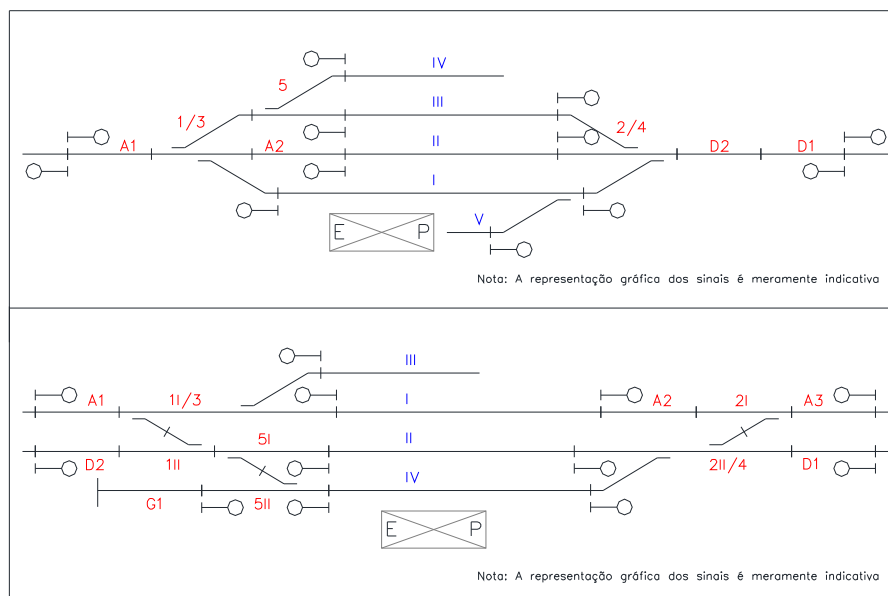 IV
5
III
1/3
2/4
A1
A2
II
D2
D1
I
E P
V
Nota: A representação gráfica dos sinais é meramente indicativa
III
A1
1I/3
I
A2
2I
A3
5I
II
D2
1II
2II/4
D1
IV
G1
5II
E P
Nota: A representação gráfica dos sinais é meramente indicativa